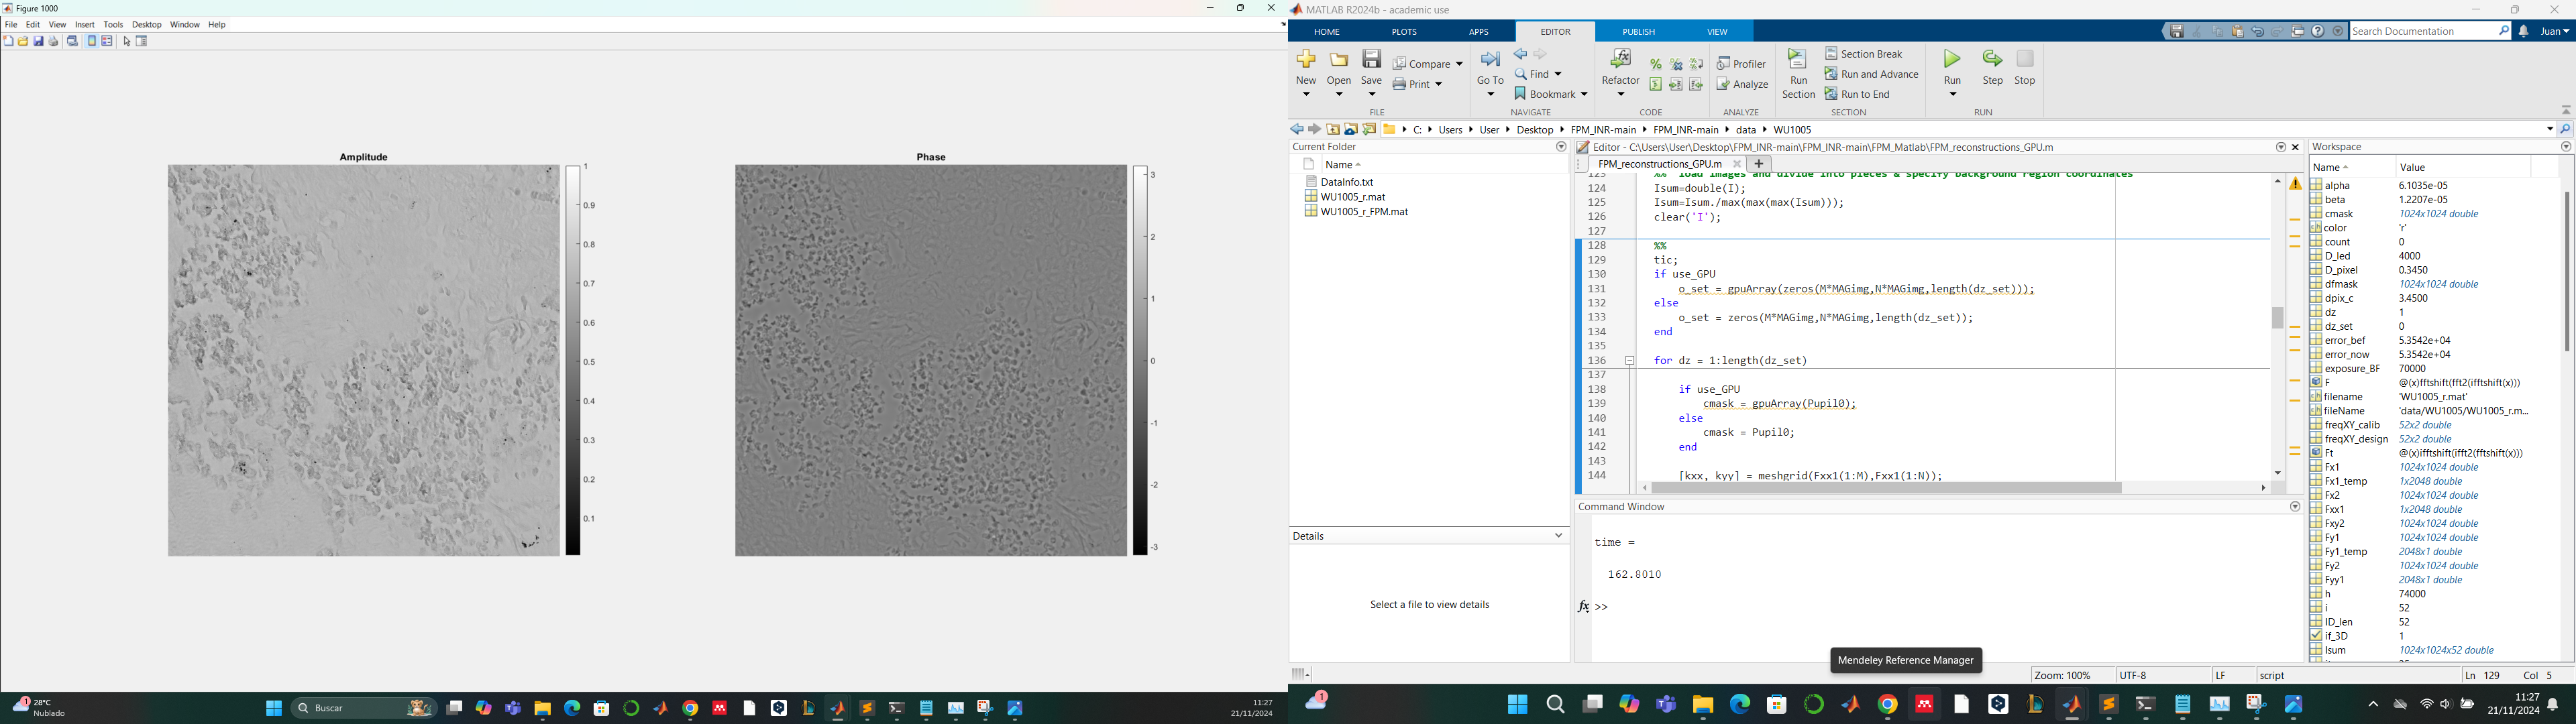 Figure 1000
File Edit View Insert Tools Desktop Window Help
Amplitude
1
0.9
0.8
0.7
0.6
0.5
0.4
0.3
0.2
0.1
Phase
3
2
1
0
-1
-2
-3
1
28°C
Nublado
Buscar
11:27
21/11/2024
MATLAB R2024b - academic use
HOME PLOTS APPS EDITOR PUBLISH VIEW
Search Documentation
Juan
New Open Save Compare Print
FILE
Go To Find Bookmark
NAVIGATE
Refactor
CODE
Profiler
Analyze
ANALYZE
Run Section
Section Break
Run and Advance
Run to End
SECTION
Run Step Stop
RUN
C: Users User Desktop FPM_INR-main FPM_INR-main data WU1005
Current Folder
Name
DataInfo.txt
WU1005_r.mat
WU1005_r_FPM.mat
Details
Select a file to view details
Editor - C:\Users\User\Desktop\FPM_INR-main\FPM_INR-main\FPM_Matlab\FPM_reconstructions_GPU.m
FPM_reconstructions_GPU.m
123 %% load images and divide into pieces & specify background region coordinates
124 Isum=double(I);
125 Isum=Isum./max(max(max(Isum)));
126 clear('I');
127
128 %%
129 tic;
130 if use_GPU
131 o_set = gpuArray(zeros(M*MAGimg,N*MAGimg,length(dz_set)));
132 else
133 o_set = zeros(M*MAGimg,N*MAGimg,length(dz_set));
134 end
135
136 for dz = 1:length(dz_set)
137
138 if use_GPU
139 cmask = gpuArray(Pupil0);
140 else
141 cmask = Pupil0;
142 end
143
144 [kxx, kyy] = meshgrid(Fxx1(1:M),Fxx1(1:N));
Command Window
time =
162.8010
fx >>
Mendeley Reference Manager
Workspace
Name Value
alpha 6.1035e-05
beta 1.2207e-05
cmask 1024x1024 double
color 'r'
count 0
D_led 4000
D_pixel 0.3450
dfmask 1024x1024 double
dpix_c 3.4500
dz 1
dz_set 0
error_bef 5.3542e+04
error_now 5.3542e+04
exposure_BF 70000
F @(x)fftshift(fft2(ifftshift(x)))
filename 'WU1005_r.mat'
fileName 'data/WU1005/WU1005_r.m...
freqXY_calib 52x2 double
freqXY_design 52x2 double
Ft @(x)ifftshift(ifft2(fftshift(x)))
Fx1 1024x1024 double
Fx1_temp 1x2048 double
Fx2 1024x1024 double
Fxx1 1x2048 double
Fxy2 1024x1024 double
Fy1 1024x1024 double
Fy1_temp 2048x1 double
Fy2 1024x1024 double
Fyy1 2048x1 double
h 74000
i 52
ID_len 52
if_3D 1
Isum 1024x1024x52 double
Zoom: 100% UTF-8 LF script Ln 129 Col 5
1
11:27
21/11/2024